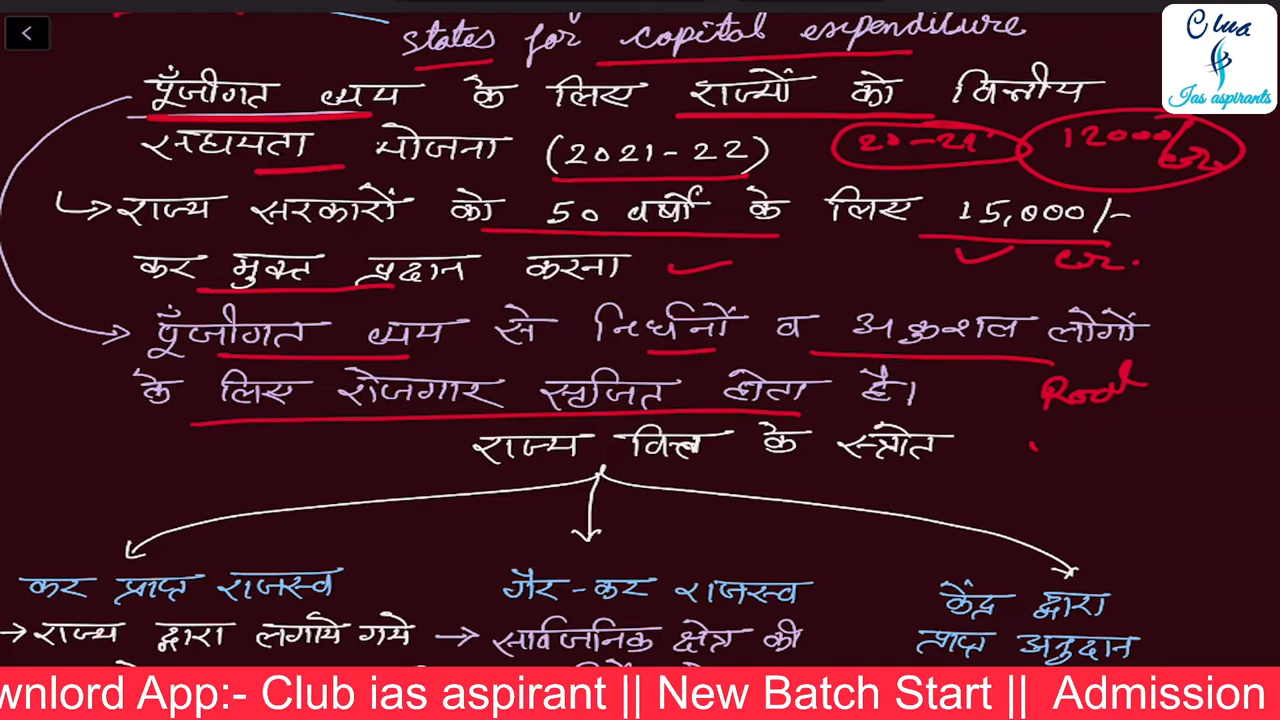 states for capital expenditure
Clua
Ias aspirants
पूँजीगत व्यय के लिए राज्यों को वित्तीय
सहायता योजना (2021-22) 20-21 12000/ cor.
↳ राज्य सरकारों को 50 वर्षों के लिए 15,000/-
कर मुक्त प्रदान करना cor.
पूँजीगत व्यय से निर्धनों व अकुशल लोगों
के लिए रोजगार सृजित होता है। Road
राज्य वित्त के स्त्रोत
कर प्राप्त राजस्व गैर-कर राजस्व केंद्र द्वारा
प्राप्त अनुदान
→ राज्य द्वारा लगाये गये → सार्वजनिक क्षेत्र की
wnlord App:- Club ias aspirant || New Batch Start || Admission